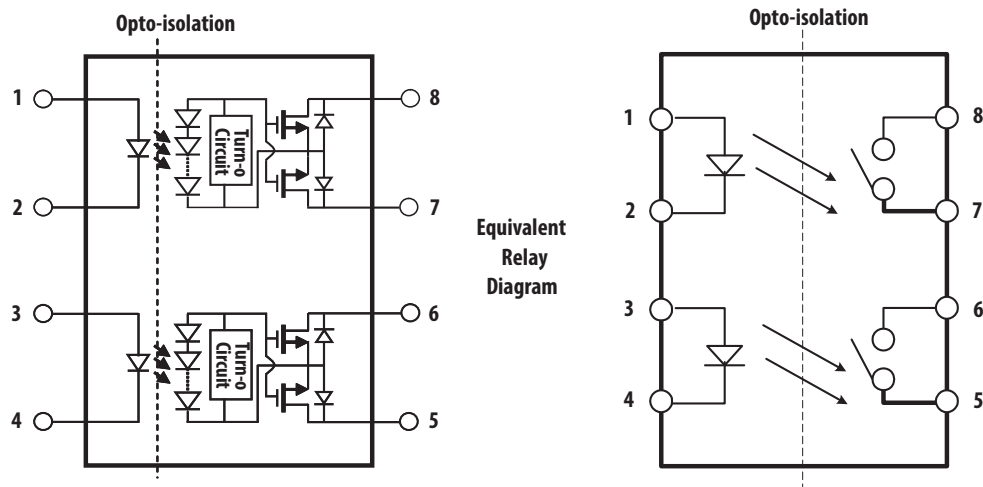 Opto-isolation
1
2
3
4
Turn-o
Circuit
Turn-o
Circuit
8
7
6
5
Equivalent
Relay
Diagram
Opto-isolation
1
2
3
4
8
7
6
5